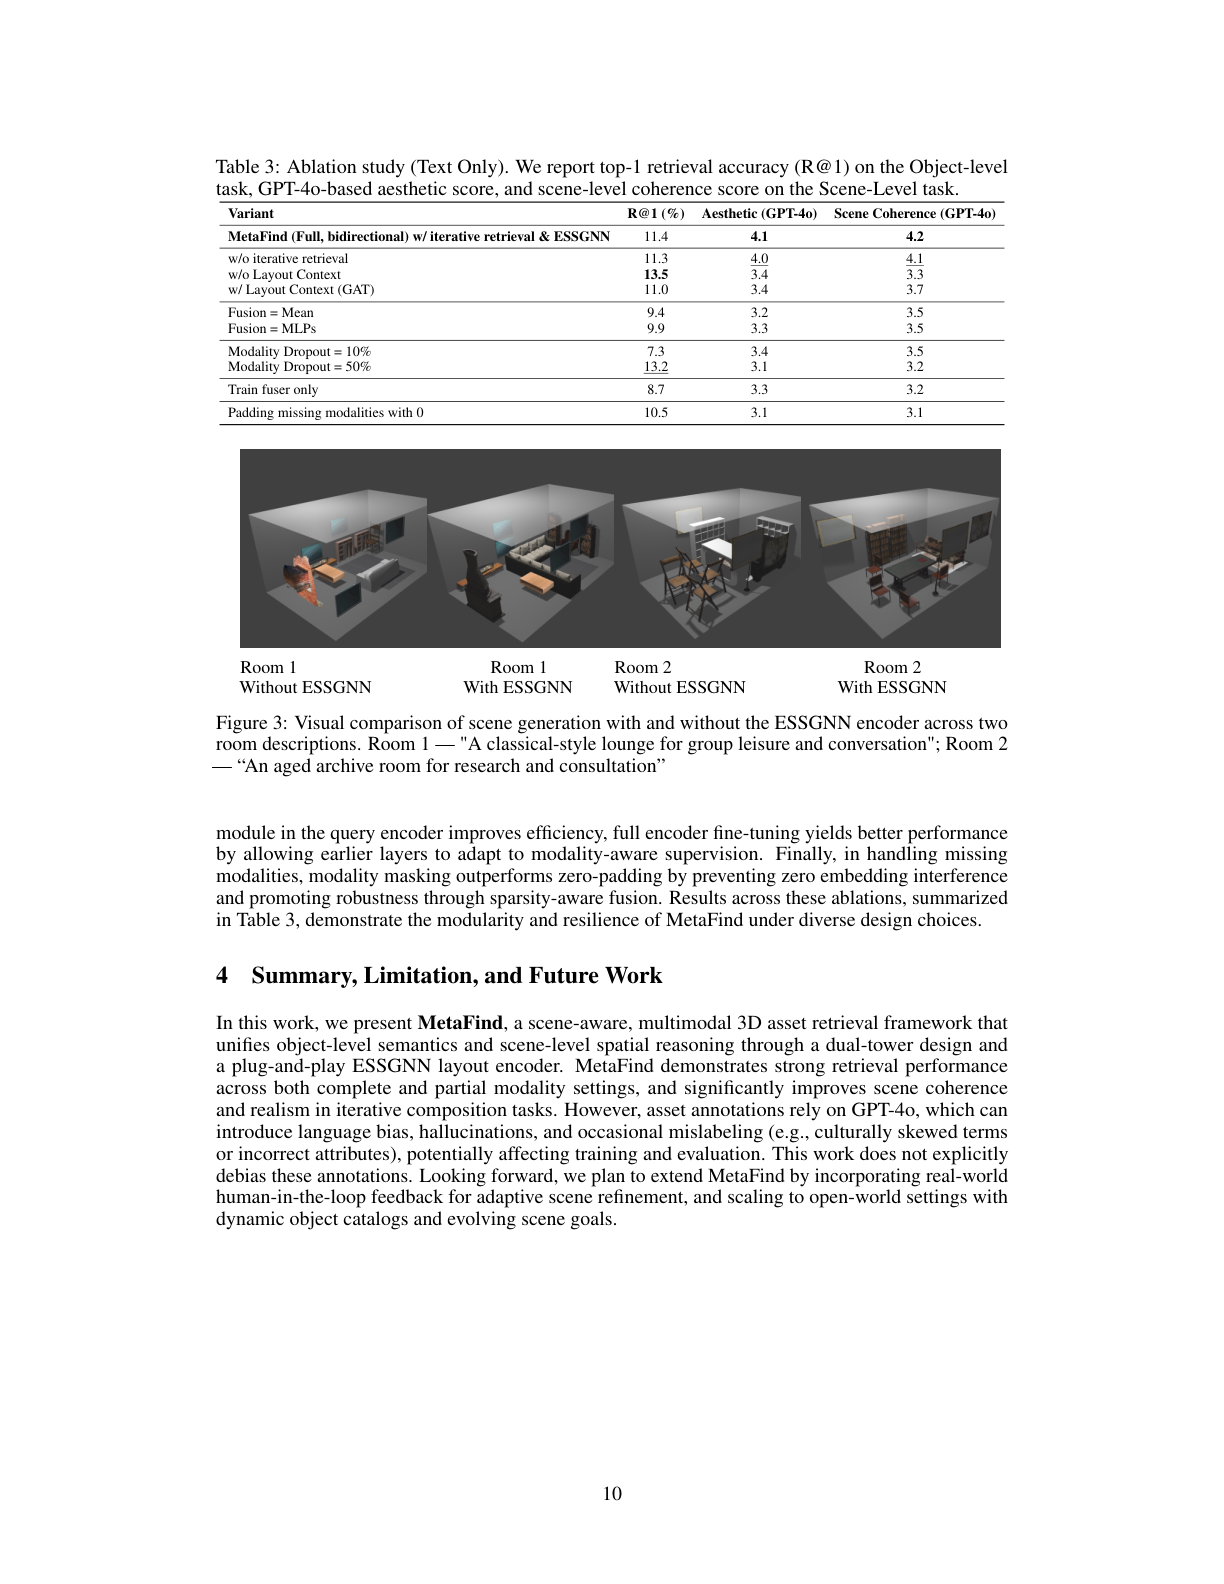 Table 3: Ablation study (Text Only). We report top-1 retrieval accuracy (R@1) on the Object-level
task, GPT-4o-based aesthetic score, and scene-level coherence score on the Scene-Level task.
Variant R@1 (%) Aesthetic (GPT-4o) Scene Coherence (GPT-4o)
MetaFind (Full, bidirectional) w/ iterative retrieval & ESSGNN 11.4 4.1 4.2
w/o iterative retrieval 11.3 4.0 4.1
w/o Layout Context 13.5 3.4 3.3
w/ Layout Context (GAT) 11.0 3.4 3.7
Fusion = Mean 9.4 3.2 3.5
Fusion = MLPs 9.9 3.3 3.5
Modality Dropout = 10% 7.3 3.4 3.5
Modality Dropout = 50% 13.2 3.1 3.2
Train fuser only 8.7 3.3 3.2
Padding missing modalities with 0 10.5 3.1 3.1
Room 1 Room 1 Room 2 Room 2
Without ESSGNN With ESSGNN Without ESSGNN With ESSGNN
Figure 3: Visual comparison of scene generation with and without the ESSGNN encoder across two
room descriptions. Room 1 — "A classical-style lounge for group leisure and conversation"; Room 2
— “An aged archive room for research and consultation”
module in the query encoder improves efficiency, full encoder fine-tuning yields better performance
by allowing earlier layers to adapt to modality-aware supervision. Finally, in handling missing
modalities, modality masking outperforms zero-padding by preventing zero embedding interference
and promoting robustness through sparsity-aware fusion. Results across these ablations, summarized
in Table 3, demonstrate the modularity and resilience of MetaFind under diverse design choices.
4 Summary, Limitation, and Future Work
In this work, we present MetaFind, a scene-aware, multimodal 3D asset retrieval framework that
unifies object-level semantics and scene-level spatial reasoning through a dual-tower design and
a plug-and-play ESSGNN layout encoder. MetaFind demonstrates strong retrieval performance
across both complete and partial modality settings, and significantly improves scene coherence
and realism in iterative composition tasks. However, asset annotations rely on GPT-4o, which can
introduce language bias, hallucinations, and occasional mislabeling (e.g., culturally skewed terms
or incorrect attributes), potentially affecting training and evaluation. This work does not explicitly
debias these annotations. Looking forward, we plan to extend MetaFind by incorporating real-world
human-in-the-loop feedback for adaptive scene refinement, and scaling to open-world settings with
dynamic object catalogs and evolving scene goals.
10